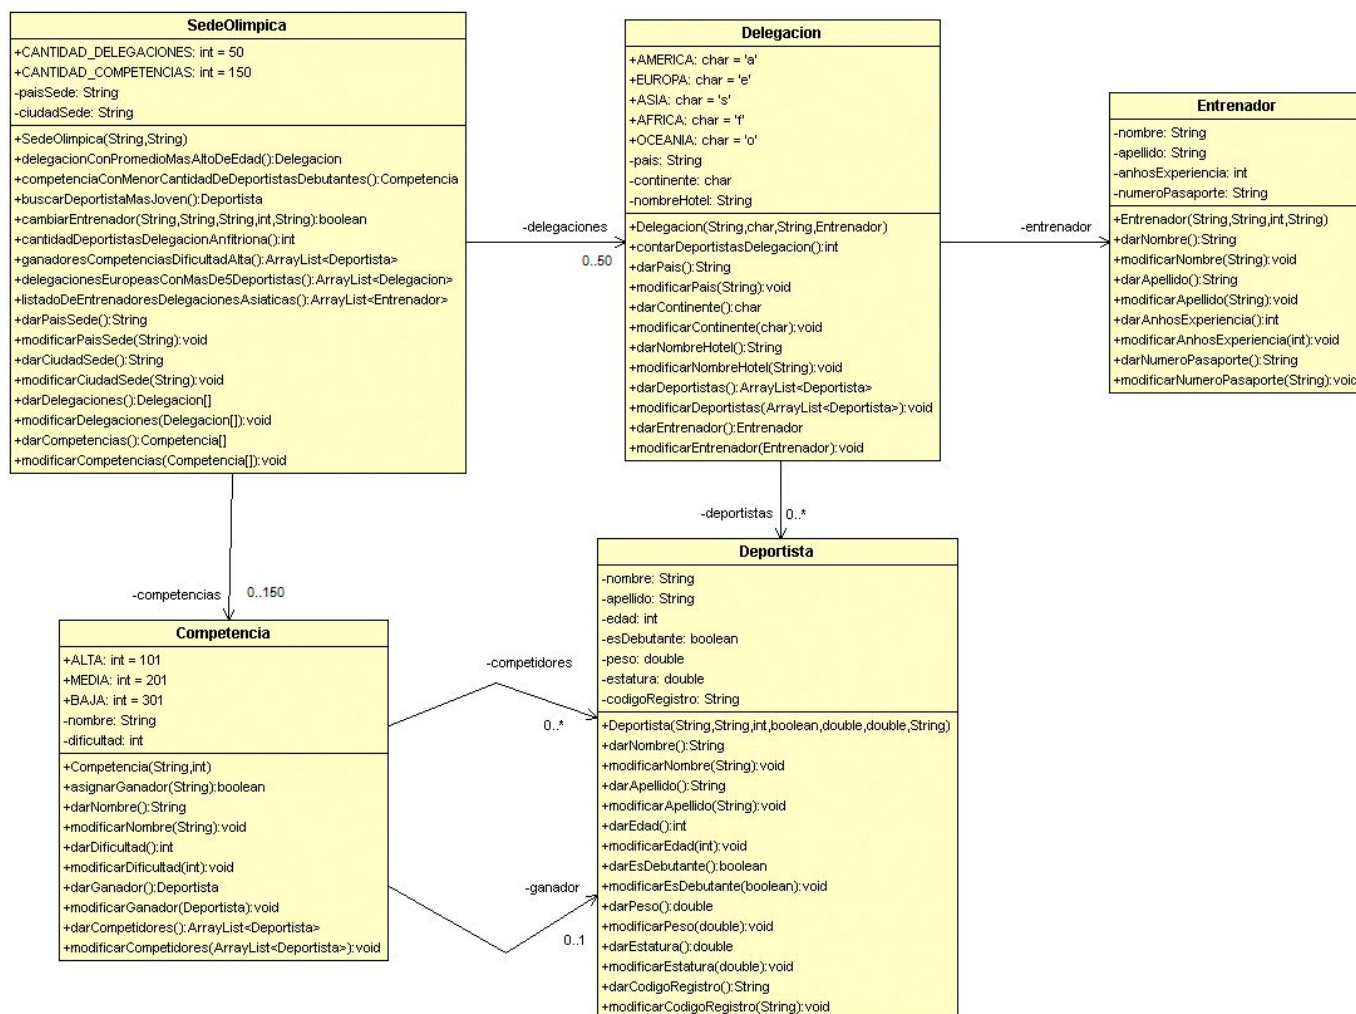 SedeOlimpica
+CANTIDAD_DELEGACIONES: int = 50
+CANTIDAD_COMPETENCIAS: int = 150
-paisSede: String
-ciudadSede: String
+SedeOlimpica(String,String)
+delegacionConPromedioMasAltoDeEdad():Delegacion
+competenciaConMenorCantidadDeDeportistasDebutantes():Competencia
+buscarDeportistaMasJoven():Deportista
+cambiarEntrenador(String,String,String,int,String):boolean
+cantidadDeportistasDelegacionAnfitriona():int
+ganadoresCompetenciasDificultadAlta():ArrayList<Deportista>
+delegacionesEuropeasConMasDe5Deportistas():ArrayList<Delegacion>
+listadoDeEntrenadoresDelegacionesAsiaticas():ArrayList<Entrenador>
+darPaisSede():String
+modificarPaisSede(String):void
+darCiudadSede():String
+modificarCiudadSede(String):void
+darDelegaciones():Delegacion[]
+modificarDelegaciones(Delegacion[]):void
+darCompetencias():Competencia[]
+modificarCompetencias(Competencia[]):void
-delegaciones
0..50
Delegacion
+AMERICA: char = 'a'
+EUROPA: char = 'e'
+ASIA: char = 's'
+AFRICA: char = 'f'
+OCEANIA: char = 'o'
-pais: String
-continente: char
-nombreHotel: String
+Delegacion(String,char,String,Entrenador)
+contarDeportistasDelegacion():int
+darPais():String
+modificarPais(String):void
+darContinente():char
+modificarContinente(char):void
+darNombreHotel():String
+modificarNombreHotel(String):void
+darDeportistas():ArrayList<Deportista>
+modificarDeportistas(ArrayList<Deportista>):void
+darEntrenador():Entrenador
+modificarEntrenador(Entrenador):void
-entrenador
Entrenador
-nombre: String
-apellido: String
-anhosExperiencia: int
-numeroPasaporte: String
+Entrenador(String,String,int,String)
+darNombre():String
+modificarNombre(String):void
+darApellido():String
+modificarApellido(String):void
+darAnhosExperiencia():int
+modificarAnhosExperiencia(int):void
+darNumeroPasaporte():String
+modificarNumeroPasaporte(String):void
-competencias
0..150
-deportistas
0..*
Competencia
+ALTA: int = 101
+MEDIA: int = 201
+BAJA: int = 301
-nombre: String
-dificultad: int
+Competencia(String,int)
+asignarGanador(String):boolean
+darNombre():String
+modificarNombre(String):void
+darDificultad():int
+modificarDificultad(int):void
+darGanador():Deportista
+modificarGanador(Deportista):void
+darCompetidores():ArrayList<Deportista>
+modificarCompetidores(ArrayList<Deportista>):void
-competidores
0..*
-ganador
0..1
Deportista
-nombre: String
-apellido: String
-edad: int
-esDebutante: boolean
-peso: double
-estatura: double
-codigoRegistro: String
+Deportista(String,String,int,boolean,double,double,String)
+darNombre():String
+modificarNombre(String):void
+darApellido():String
+modificarApellido(String):void
+darEdad():int
+modificarEdad(int):void
+darEsDebutante():boolean
+modificarEsDebutante(boolean):void
+darPeso():double
+modificarPeso(double):void
+darEstatura():double
+modificarEstatura(double):void
+darCodigoRegistro():String
+modificarCodigoRegistro(String):void